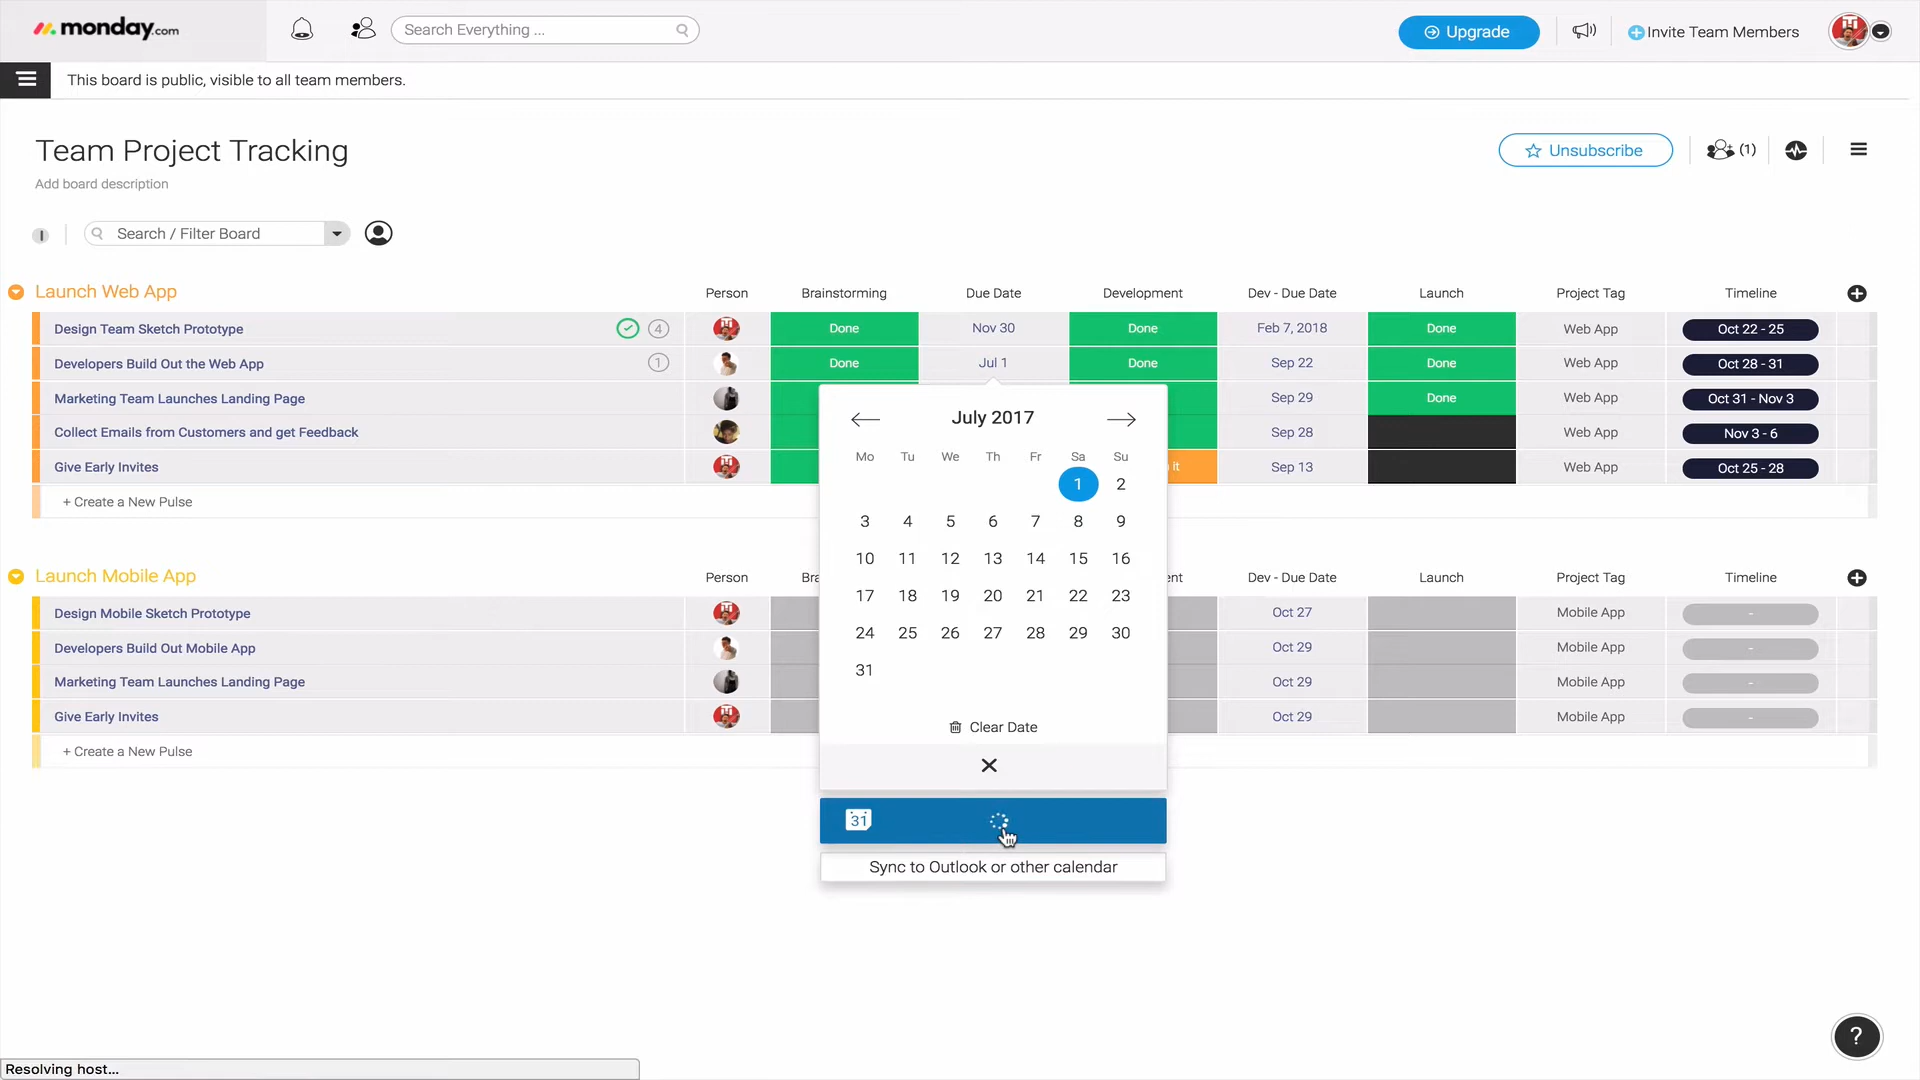 monday.com
Search Everything ...
Upgrade
Invite Team Members
This board is public, visible to all team members.
Team Project Tracking
Unsubscribe
(1)
Add board description
Search / Filter Board
Launch Web App Person Brainstorming Due Date Development Dev - Due Date Launch Project Tag Timeline
Design Team Sketch Prototype 4 Done Nov 30 Done Feb 7, 2018 Done Web App Oct 22 - 25
Developers Build Out the Web App 1 Done Jul 1 Done Sep 22 Done Web App Oct 28 - 31
Marketing Team Launches Landing Page Sep 29 Done Web App Oct 31 - Nov 3
Collect Emails from Customers and get Feedback Sep 28 Web App Nov 3 - 6
Give Early Invites it Sep 13 Web App Oct 25 - 28
+ Create a New Pulse
July 2017
Mo Tu We Th Fr Sa Su
1 2
3 4 5 6 7 8 9
10 11 12 13 14 15 16
17 18 19 20 21 22 23
24 25 26 27 28 29 30
31
Clear Date
31
Sync to Outlook or other calendar
Launch Mobile App Person Dev - Due Date Launch Project Tag Timeline
Design Mobile Sketch Prototype Oct 27 Mobile App -
Developers Build Out Mobile App Oct 29 Mobile App -
Marketing Team Launches Landing Page Oct 29 Mobile App -
Give Early Invites Oct 29 Mobile App -
+ Create a New Pulse
?
Resolving host...